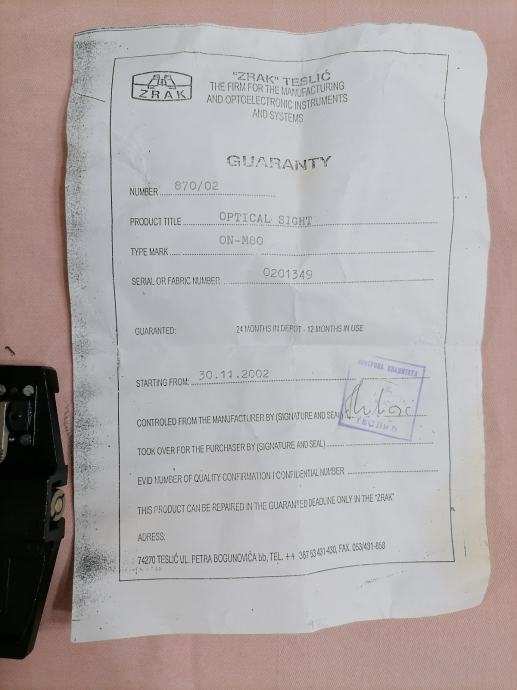 ZRAK
"ZRAK" TESLIĆ
THE FIRM FOR THE MANUFACTURING
AND OPTOELECTRONIC INSTRUMENTS
AND SYSTEMS
GUARANTY
NUMBER 870/02
PRODUCT TITLE OPTICAL SIGHT
TYPE MARK ON-M80
SERIAL OR FABRIC NUMBER 0201349
GUARANTED: 24 MONTHS IN DEPOT - 12 MONTHS IN USE
STARTING FROM: 30.11.2002
КОНТРОЛА КВАЛИТЕТА
CONTROLED FROM THE MANUFACTURER BY (SIGNATURE AND SEAL)
ТЕСЛИЋ
TOOK OVER FOR THE PURCHASER BY (SIGNATURE AND SEAL)
EVID NUMBER OF QUALITY CONFIRMATION I CONFIDENTIAL NUMBER
THIS PRODUCT CAN BE REPAIRED IN THE GUARANTED DEADLINE ONLY IN THE "ZRAK"
ADRESS:
74270 TESLIĆ UL. PETRA BOGUNOVIĆA bb, TEL. ++ 387 53 431-430, FAX. 053/431-858